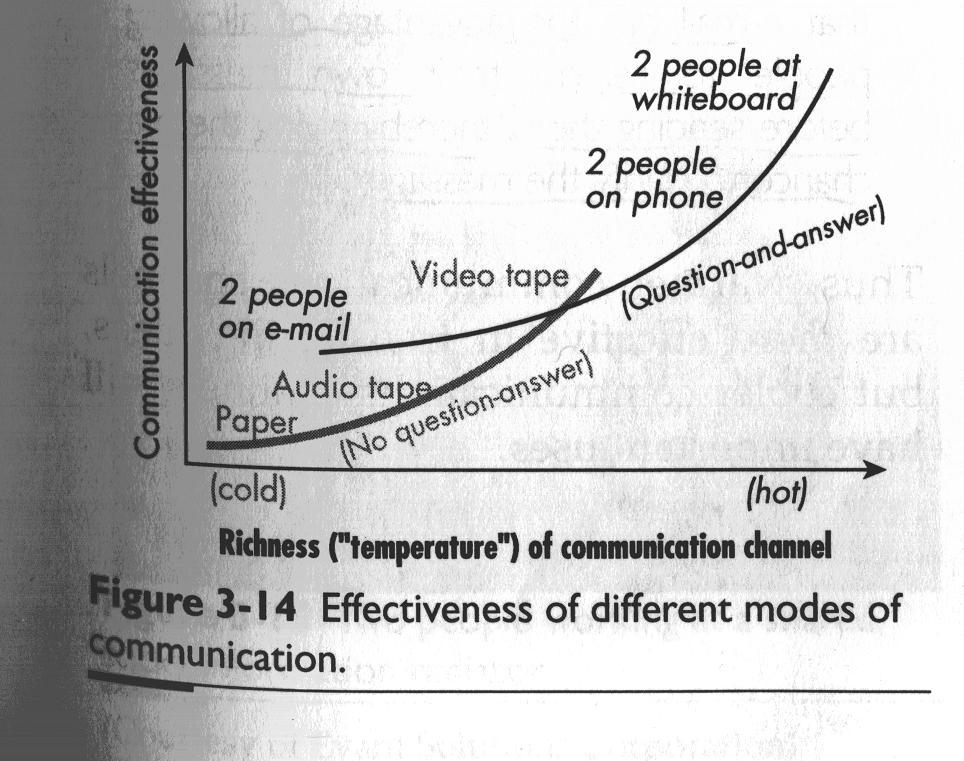 Communication effectiveness
2 people at
whiteboard
2 people
on phone
(Question-and-answer)
Video tape
2 people
on e-mail
Audio tape
(No question-answer)
Paper
(cold)
(hot)
Richness ("temperature") of communication channel
Figure 3-14 Effectiveness of different modes of
communication.